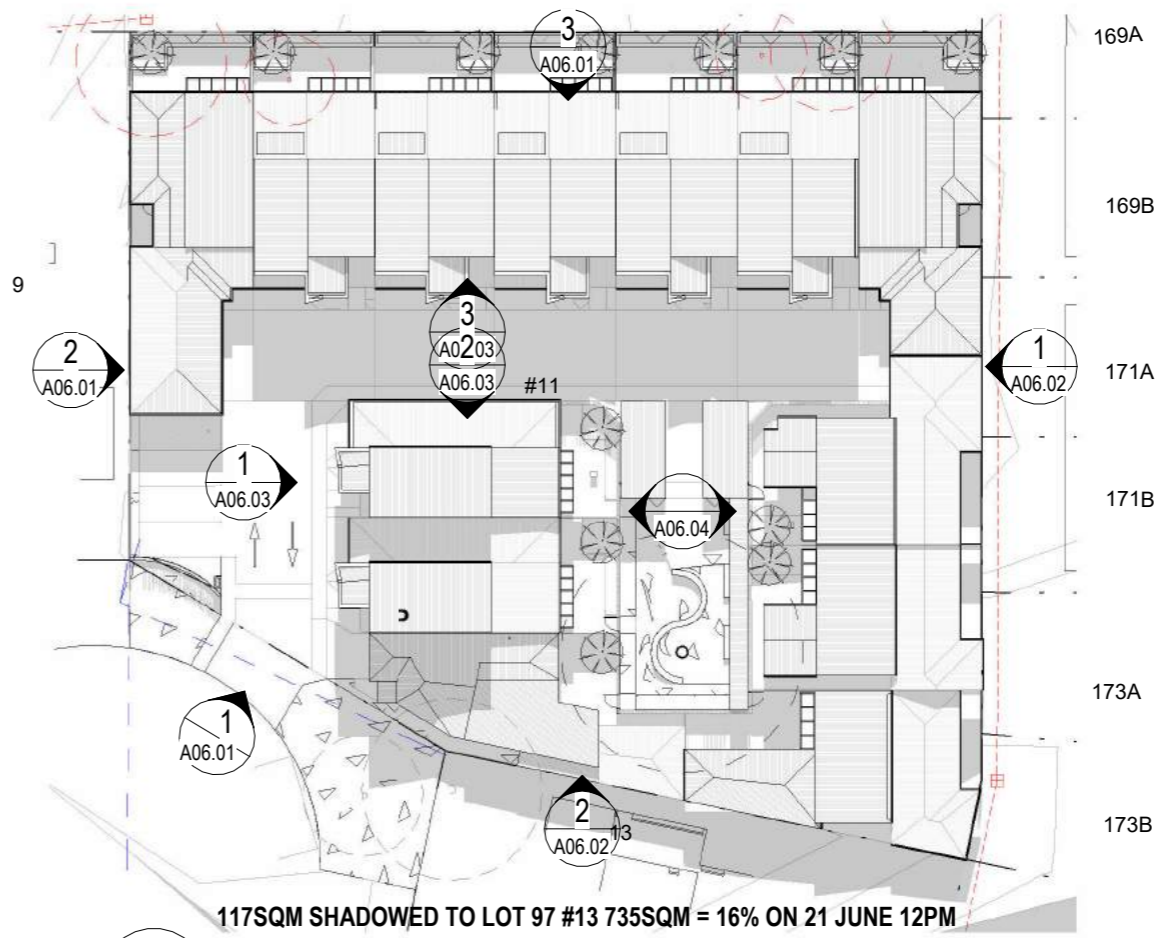 3
A06.01
169A
169B
9
3
A02.03
2
A06.03
#11
2
A06.01
1
A06.02
171A
1
A06.03
171B
A06.04
1
A06.01
173A
2
A06.02
13
173B
117SQM SHADOWED TO LOT 97 #13 735SQM = 16% ON 21 JUNE 12PM